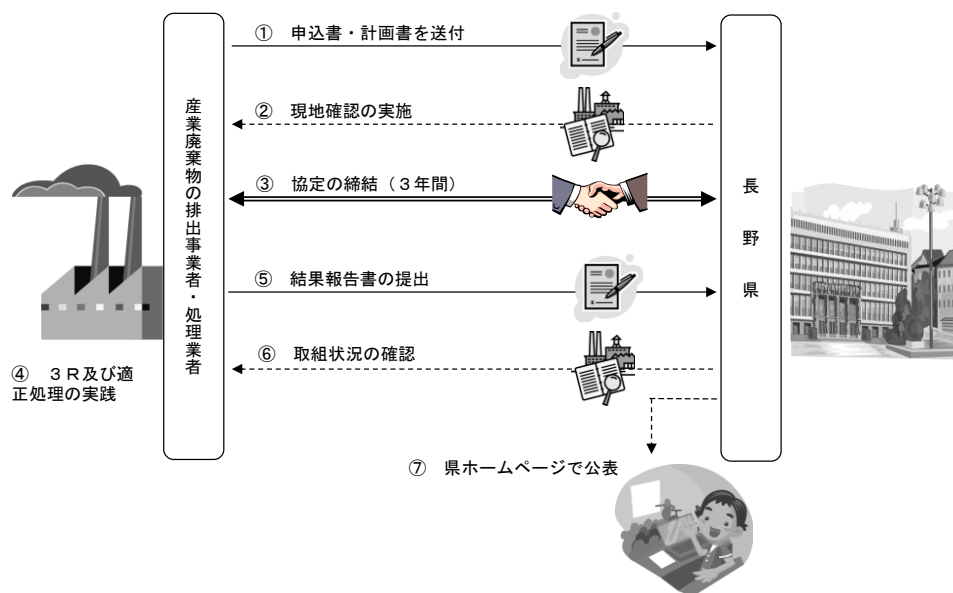 ① 申込書・計画書を送付
② 現地確認の実施
産業廃棄物の排出事業者・処理業者
長野県
③ 協定の締結（３年間）
⑤ 結果報告書の提出
⑥ 取組状況の確認
④ ３Ｒ及び適
正処理の実践
⑦ 県ホームページで公表